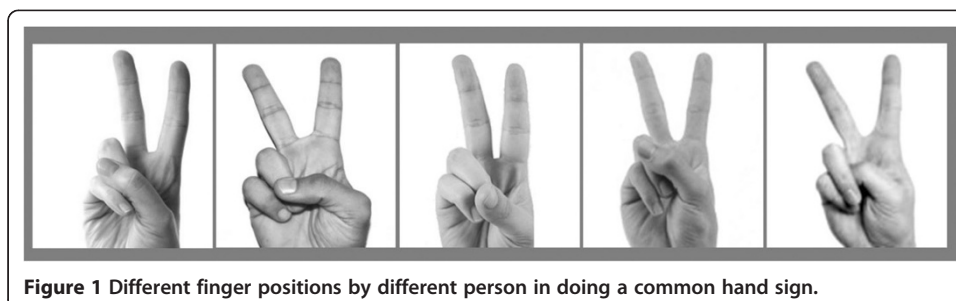 Figure 1 Different finger positions by different person in doing a common hand sign.